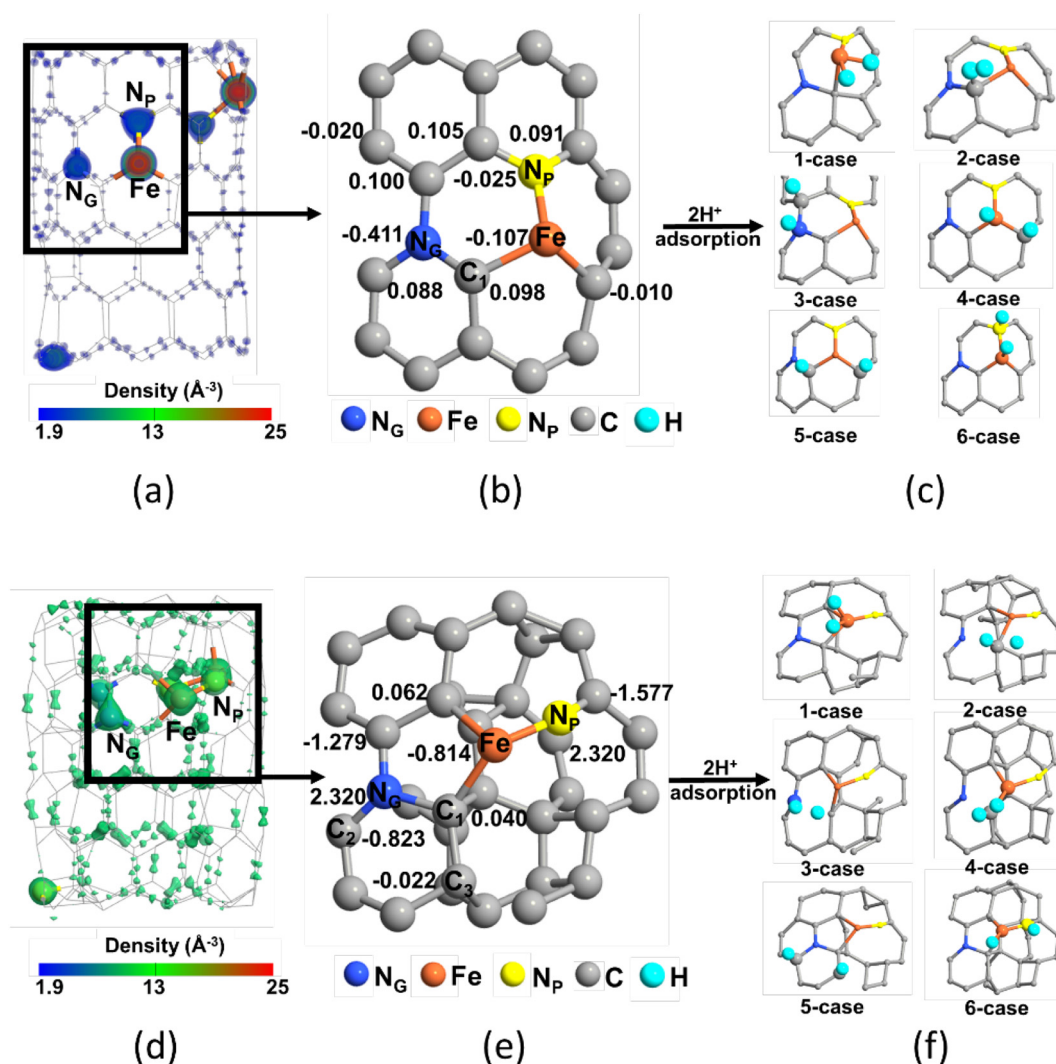 N_P
N_G
Fe
Density (Å⁻³)
1.9 13 25
(a)
-0.020 0.105 0.091
0.100 -0.025 N_P
-0.411 -0.107 Fe
N_G
C₁
0.088 0.098 -0.010
N_G Fe N_P C H
(b)
2H⁺
adsorption
1-case 2-case
3-case 4-case
5-case 6-case
(c)
N_P
N_G
Fe
Density (Å⁻³)
1.9 13 25
(d)
0.062 -1.577
N_P
-1.279 Fe
-0.814 2.320
2.320 N_G
C₁ 0.040
C₂ -0.823
-0.022 C₃
N_G Fe N_P C H
(e)
2H⁺
adsorption
1-case 2-case
3-case 4-case
5-case 6-case
(f)